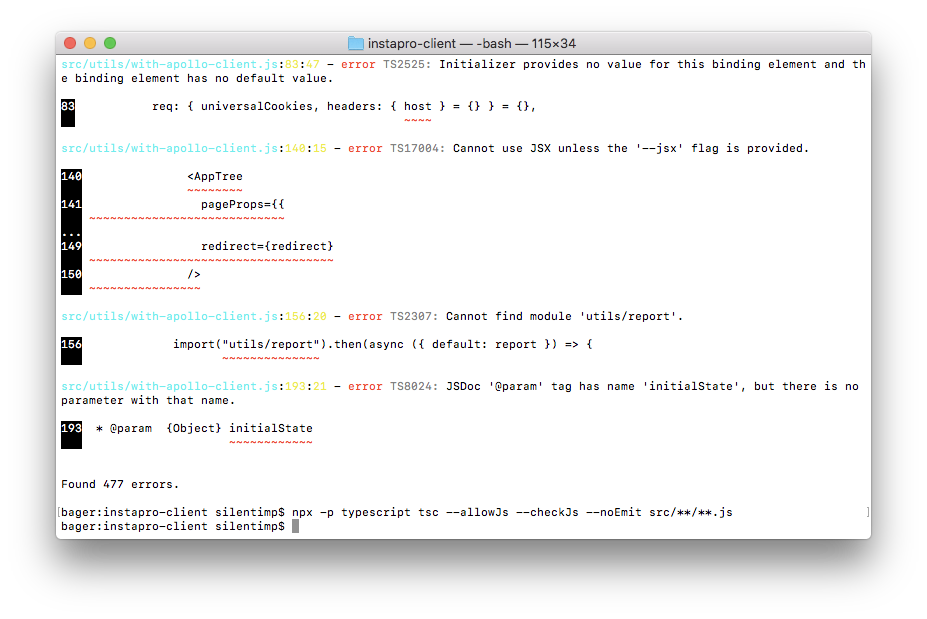 instapro-client — -bash — 115×34
src/utils/with-apollo-client.js:83:47 - error TS2525: Initializer provides no value for this binding element and th
e binding element has no default value.
83           req: { universalCookies, headers: { host } = {} } = {},
~~~~
src/utils/with-apollo-client.js:140:15 - error TS17004: Cannot use JSX unless the '--jsx' flag is provided.
140               <AppTree
~~~~~~~~
141                 pageProps={{
~~~~~~~~~~~~~~~~~~~~~~~~~~~~
...
149                 redirect={redirect}
~~~~~~~~~~~~~~~~~~~~~~~~~~~~~~~~~~~
150               />
~~~~~~~~~~~~~~~~
src/utils/with-apollo-client.js:156:20 - error TS2307: Cannot find module 'utils/report'.
156             import("utils/report").then(async ({ default: report }) => {
~~~~~~~~~~~~~~
src/utils/with-apollo-client.js:193:21 - error TS8024: JSDoc '@param' tag has name 'initialState', but there is no
parameter with that name.
193  * @param  {Object} initialState
~~~~~~~~~~~~
Found 477 errors.
[bager:instapro-client silentimp$ npx -p typescript tsc --allowJs --checkJs --noEmit src/**/**.js ]
bager:instapro-client silentimp$